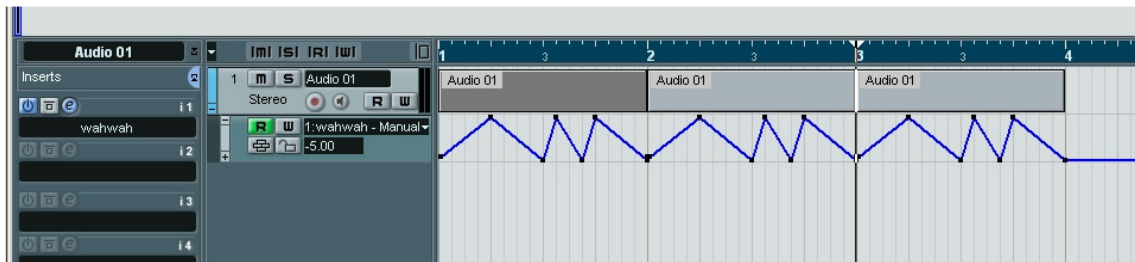 Audio 01
Inserts
i 1
wahwah
i 2
i 3
i 4
m s R W
1 m S Audio 01
Stereo R W
R W 1:wahwah - Manual
-5.00
1 3 2 3 3 3 4
Audio 01 Audio 01 Audio 01